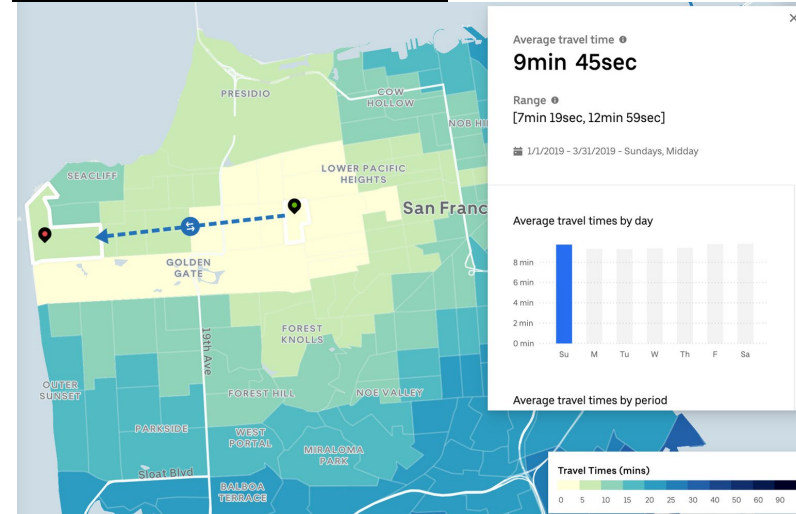 Average travel time
9min 45sec
Range
[7min 19sec, 12min 59sec]
1/1/2019 - 3/31/2019 - Sundays, Midday
Average travel times by day
8 min
6 min
4 min
2 min
0 min
Su M Tu W Th F Sa
Average travel times by period
PRESIDIO
COW
HOLLOW
NOB
SEACLIFF
LOWER PACIFIC
HEIGHTS
San Franc
GOLDEN
GATE
19th Ave
FOREST
KNOLLS
OUTER
SUNSET
FOREST HILL
NOE VALLEY
PARKSIDE
WEST
PORTAL
MIRALOMA
PARK
Sloat Blvd
BALBOA
TERRACE
Travel Times (mins)
0 5 10 15 20 25 30 40 50 60 90